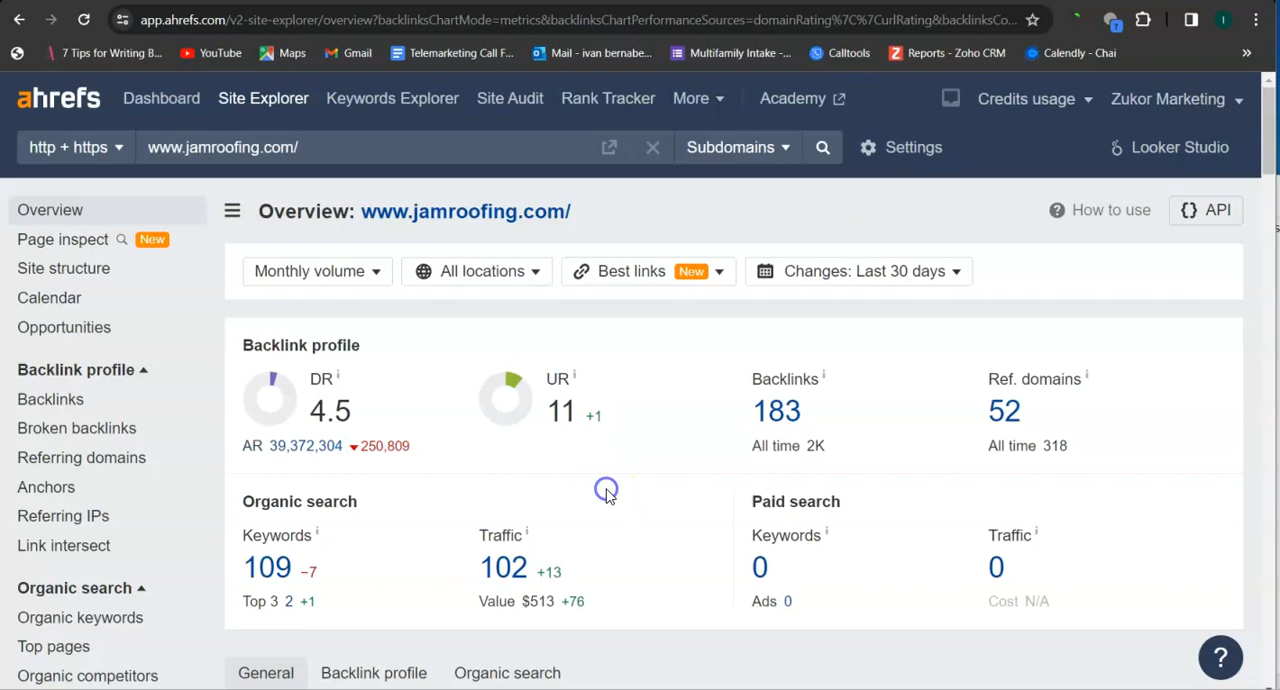 app.ahrefs.com/v2-site-explorer/overview?backlinksChartMode=metrics&backlinksChartPerformanceSources=domainRating%7C%7CurlRating&backlinksCo...
7 Tips for Writing B... YouTube Maps Gmail Telemarketing Call F... Mail - ivan bernabe... Multifamily Intake -... Calltools Reports - Zoho CRM Calendly - Chai »
ahrefs Dashboard Site Explorer Keywords Explorer Site Audit Rank Tracker More Academy Credits usage Zukor Marketing
http + https www.jamroofing.com/ Subdomains Settings Looker Studio
Overview
Page inspect New
Site structure
Calendar
Opportunities
Backlink profile
Backlinks
Broken backlinks
Referring domains
Anchors
Referring IPs
Link intersect
Organic search
Organic keywords
Top pages
Organic competitors
Overview: www.jamroofing.com/ ? How to use {} API
Monthly volume All locations Best links New Changes: Last 30 days
Backlink profile
DR i UR i Backlinks i Ref. domains i
4.5 11 +1 183 52
AR 39,372,304 250,809 All time 2K All time 318
Organic search Paid search
Keywords i Traffic i Keywords i Traffic i
109 −7 102 +13 0 0
Top 3 2 +1 Value $513 +76 Ads 0 Cost N/A
General Backlink profile Organic search
?